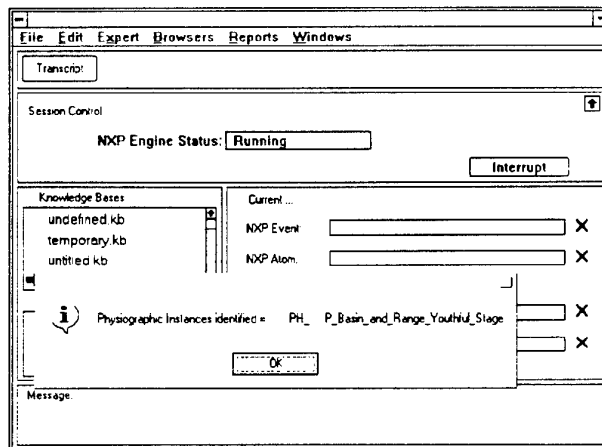 File Edit Expert Browsers Reports Windows
Transcript
Session Control
NXP Engine Status: Running
Interrupt
Knowledge Bases
undefined.kb
temporary.kb
untitled.kb
Current ...
NXP Event:
NXP Atom:
Physiographic Instances identified = PH_ P_Basin_and_Range_Youthful_Stage
OK
Message: